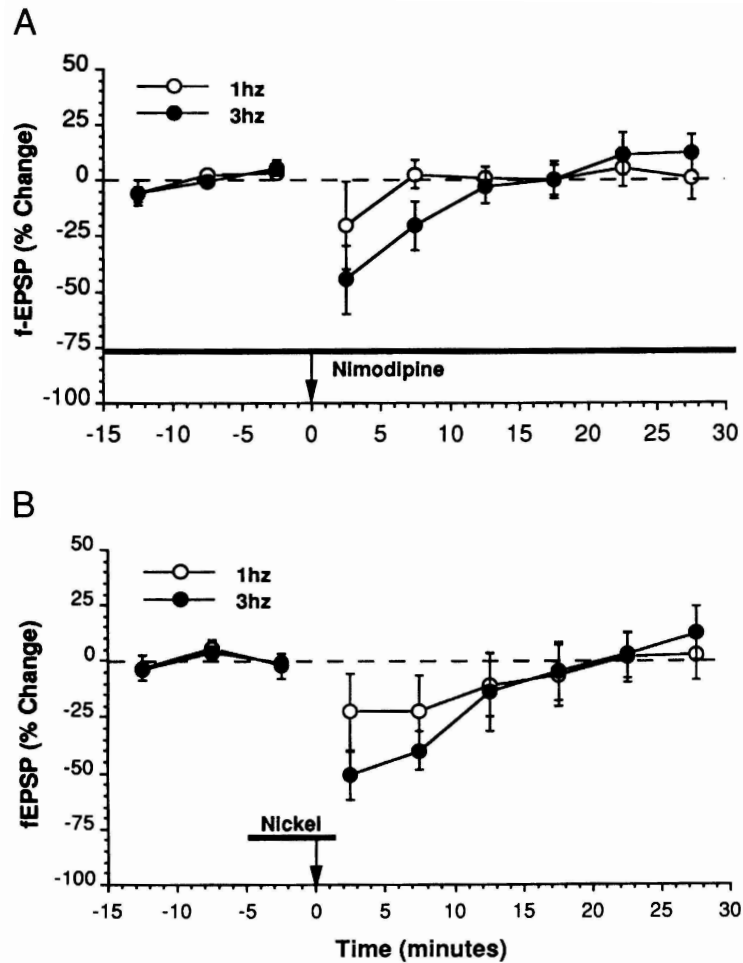 A
f-EPSP (% Change)
50
25
0
-25
-50
-75
-100
1hz
3hz
Nimodipine
-15 -10 -5 0 5 10 15 20 25 30
B
fEPSP (% Change)
50
25
0
-25
-50
-75
-100
1hz
3hz
Nickel
-15 -10 -5 0 5 10 15 20 25 30
Time (minutes)